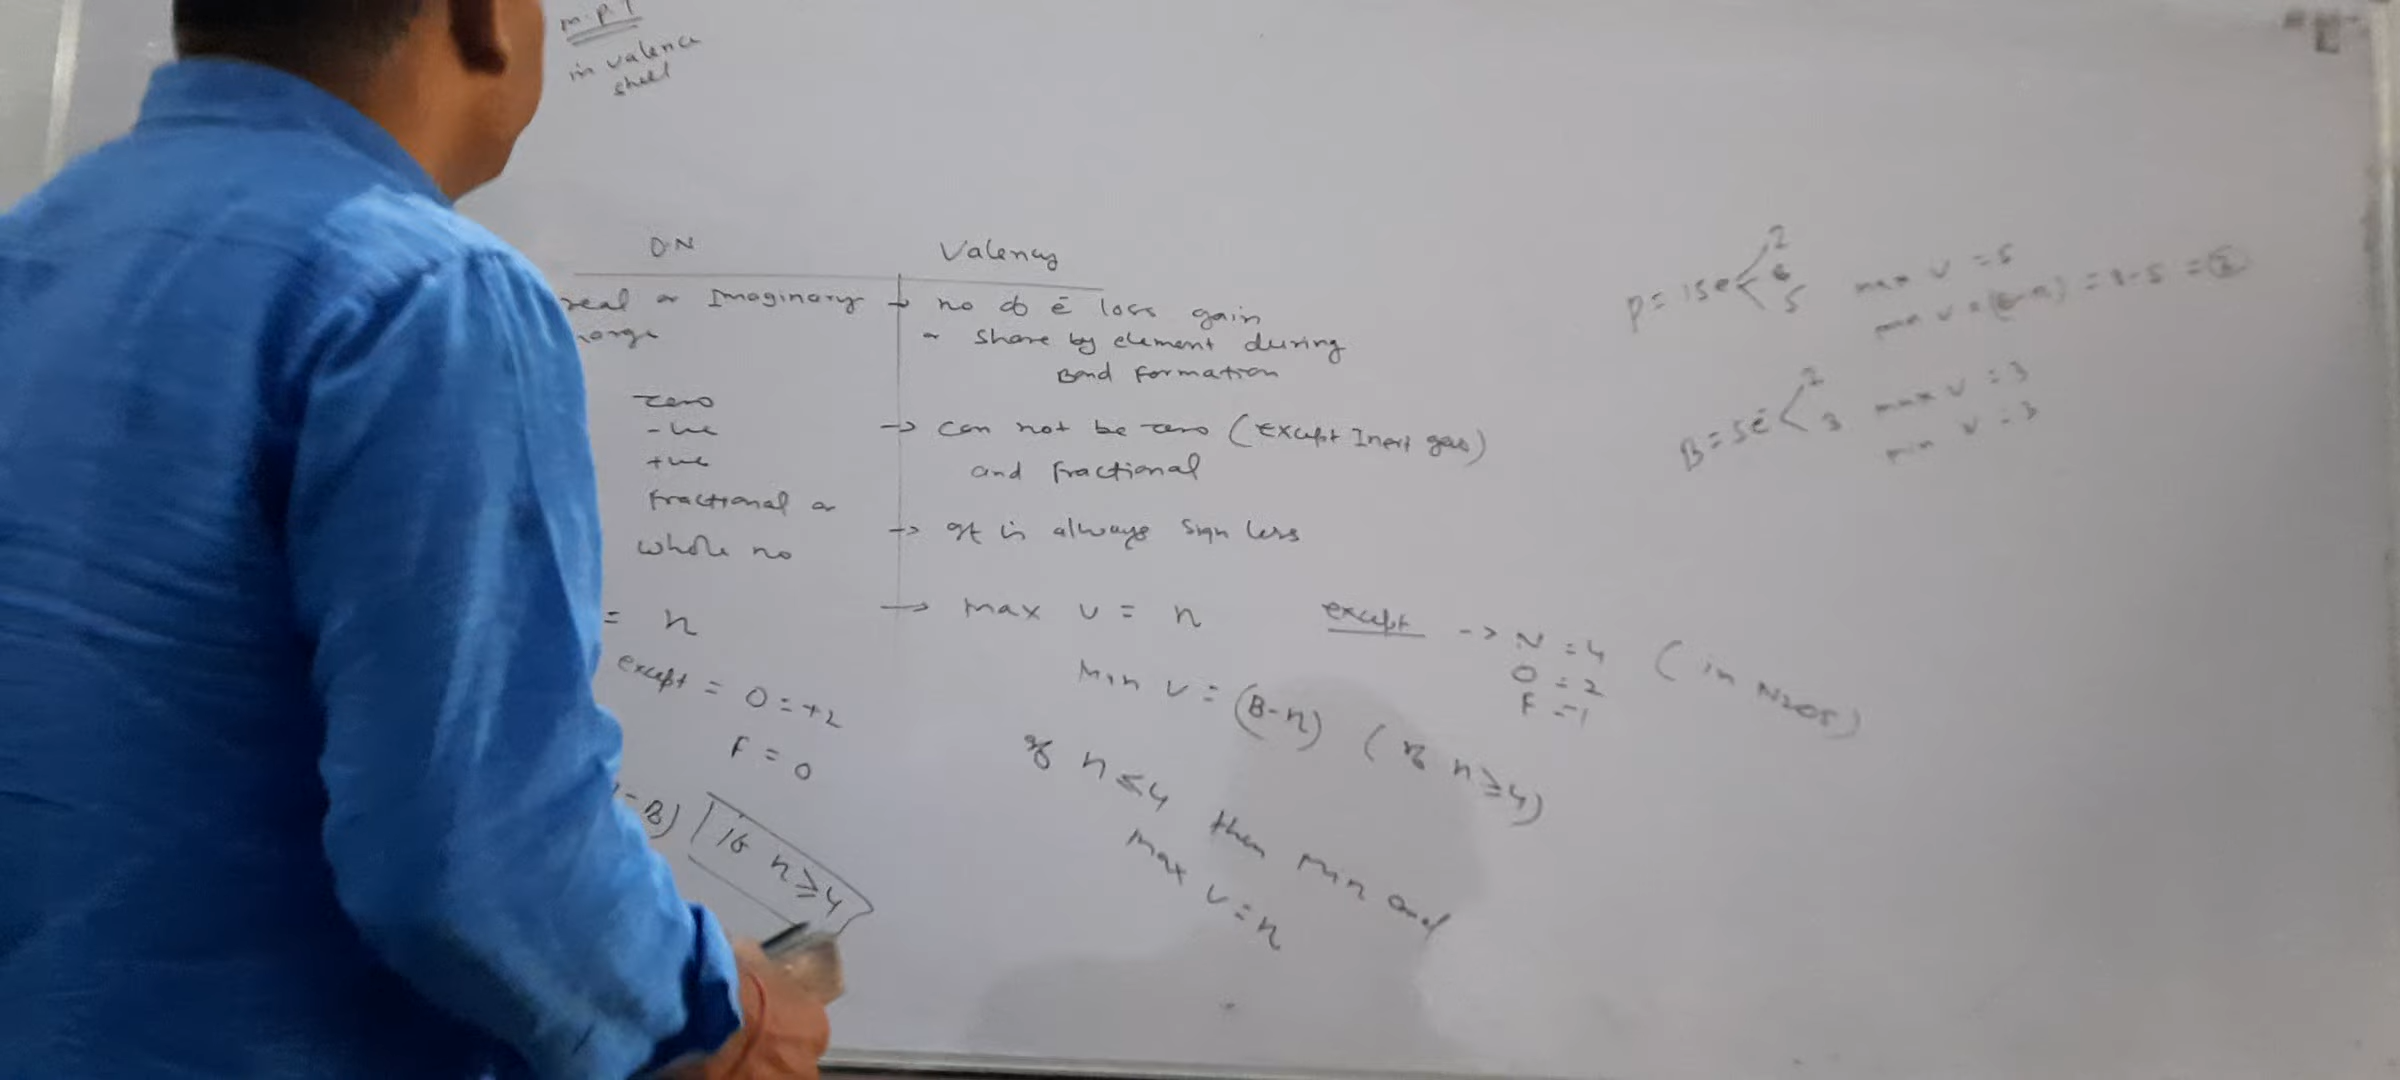 m.p.1
in valence
shell
O.N
Valency
real or Imaginary
harge
→ no of ē loss gain
or share by element during
Bond Formation
zero
-ve
+ve
Fractional or
whole no
→ can not be zero (except Inert gas)
and fractional
→ It is always sign less
= n
except = O = +2
F = 0
-8) if n ≥ 4
→ Max v = n
except → N = 4 (in N2O5)
O = 2
F = 1
Min v = (8-n) (if n ≥ 4)
If n ≤ 4 then Min and
Max v = n
P = 15e 2
8
5
max v = 5
min v = (8-n) = 8-5 = 3
B = 5ē 2
3
max v = 3
min v = 3